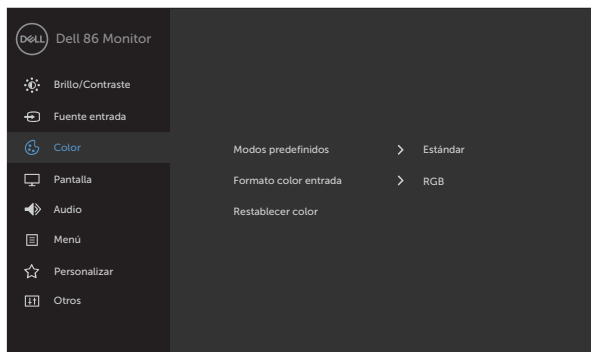 DELL Dell 86 Monitor
Brillo/Contraste
Fuente entrada
Color
Modos predefinidos > Estándar
Pantalla
Formato color entrada > RGB
Audio
Restablecer color
Menú
Personalizar
Otros